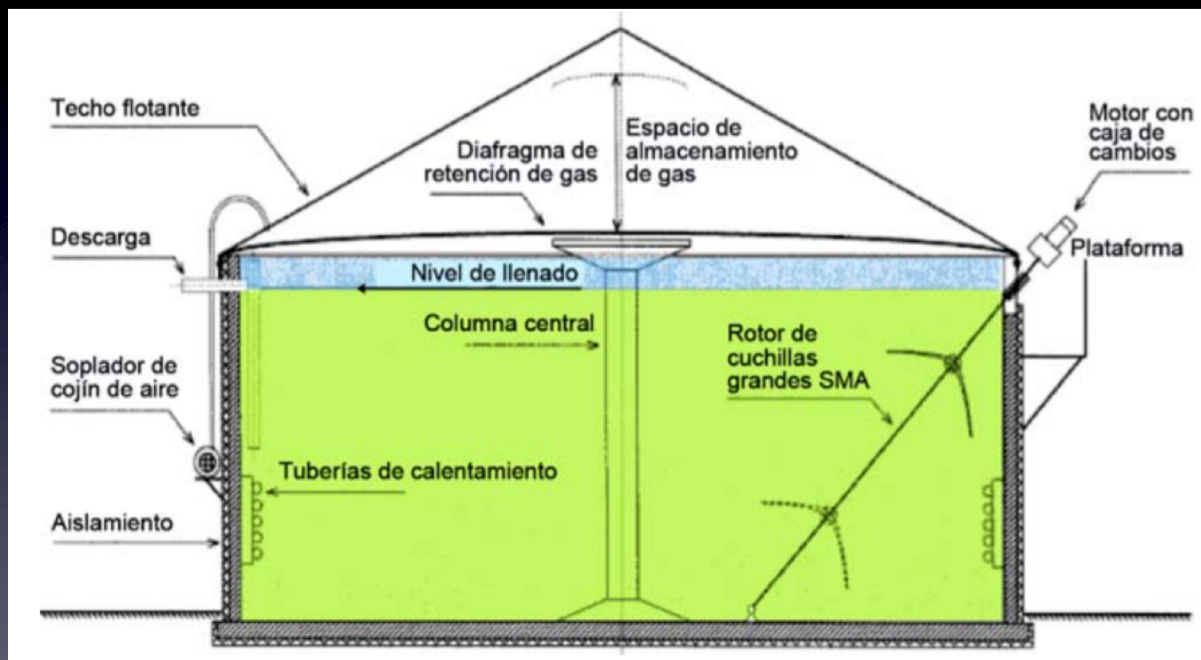 Techo flotante
Diafragma de
retención de gas
Espacio de
almacenamiento
de gas
Motor con
caja de
cambios
Descarga
Plataforma
Nivel de llenado
Columna central
Soplador de
cojín de aire
Rotor de
cuchillas
grandes SMA
Tuberías de calentamiento
Aislamiento